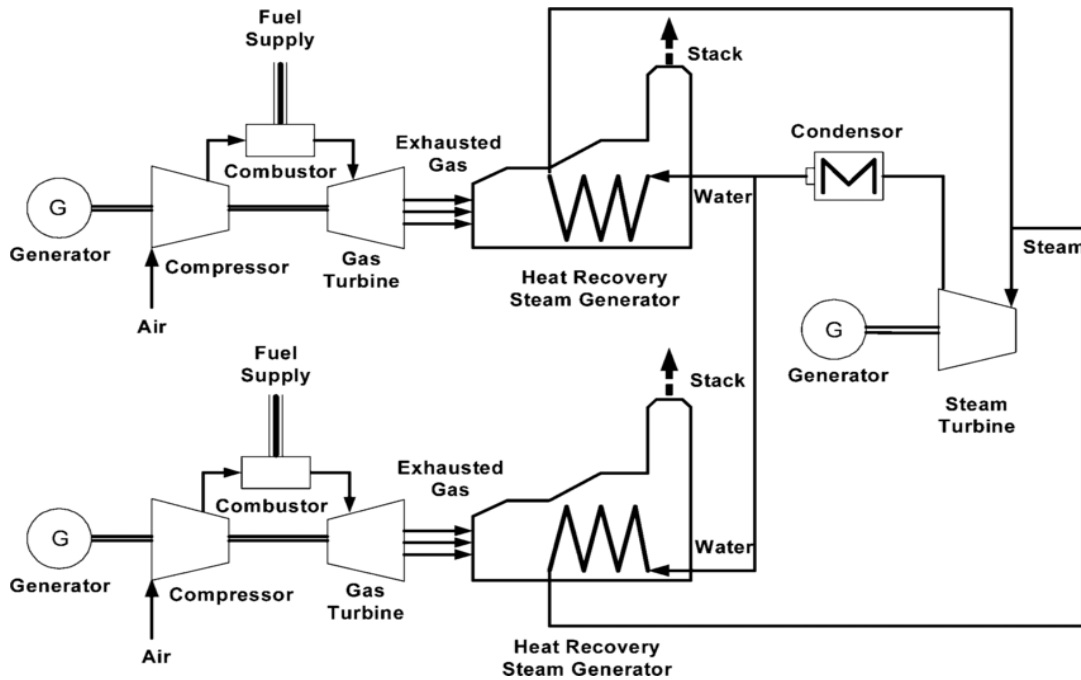 Fuel
Supply
Stack
Exhausted
Gas
Condensor
Combustor
Water
G
Generator
Compressor
Gas
Turbine
Heat Recovery
Steam Generator
Steam
Air
G
Generator
Steam
Turbine
Fuel
Supply
Stack
Exhausted
Gas
Combustor
Water
G
Generator
Compressor
Gas
Turbine
Heat Recovery
Steam Generator
Air